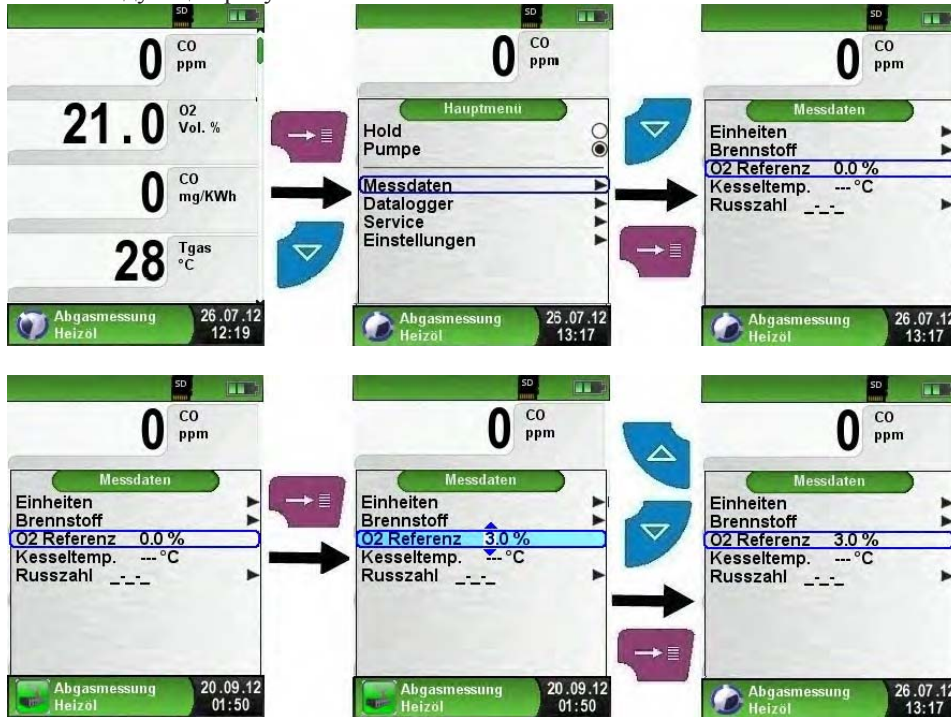 SD
0 CO ppm
21.0 O2 Vol. %
0 CO mg/KWh
28 Tgas °C
Abgasmessung 26.07.12
Heizöl 12:19
SD
0 CO ppm
Hauptmenü
Hold
Pumpe
Messdaten
Datalogger
Service
Einstellungen
Abgasmessung 26.07.12
Heizöl 13:17
SD
0 CO ppm
Messdaten
Einheiten
Brennstoff
O2 Referenz 0.0 %
Kesseltemp. --- °C
Russzahl _-_-_
Abgasmessung 26.07.12
Heizöl 13:17
0 CO ppm
Messdaten
Einheiten
Brennstoff
O2 Referenz 0.0 %
Kesseltemp. --- °C
Russzahl _-_-_
Abgasmessung 20.09.12
Heizöl 01:50
SD
0 CO ppm
Messdaten
Einheiten
Brennstoff
O2 Referenz 3.0 %
Kesseltemp. --- °C
Russzahl _-_-_
Abgasmessung 20.09.12
Heizöl 01:50
SD
0 CO ppm
Messdaten
Einheiten
Brennstoff
O2 Referenz 3.0 %
Kesseltemp. --- °C
Russzahl _-_-_
Abgasmessung 26.07.12
Heizöl 13:17